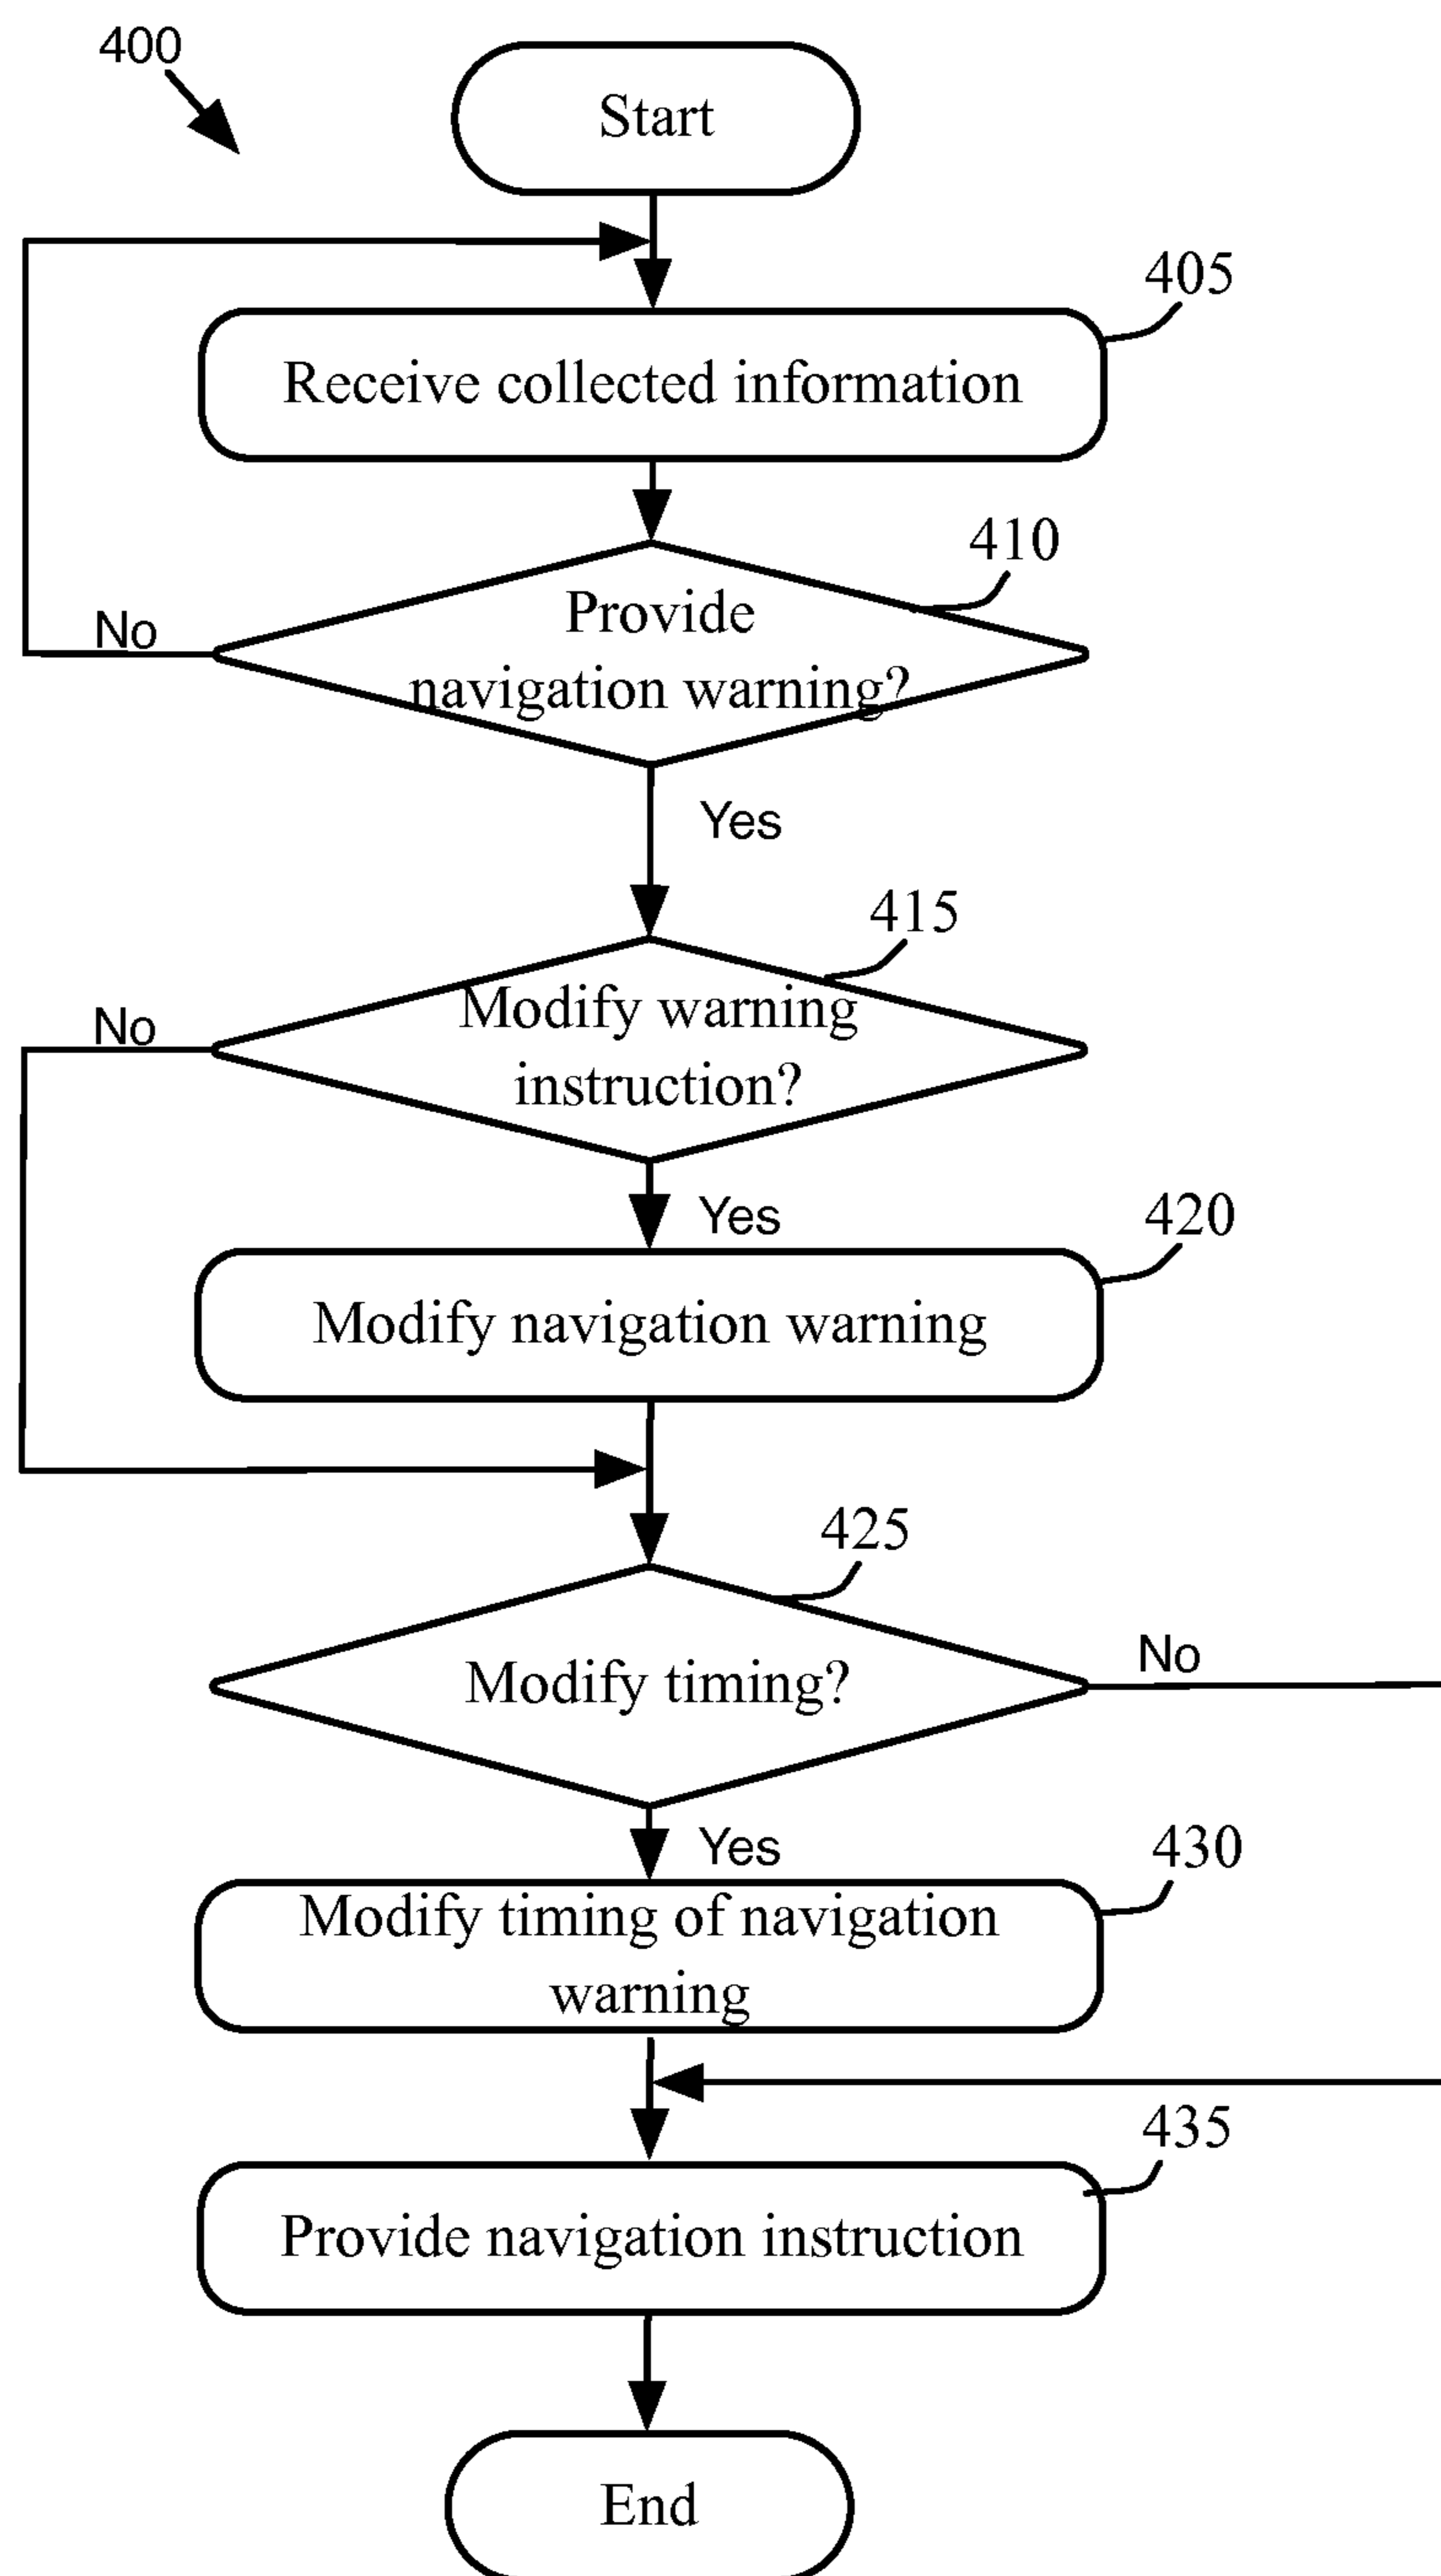 400
Start
405
Receive collected information
410
Provide
navigation warning?
No
Yes
415
Modify warning
instruction?
No
Yes
420
Modify navigation warning
425
Modify timing?
No
Yes
430
Modify timing of navigation
warning
435
Provide navigation instruction
End